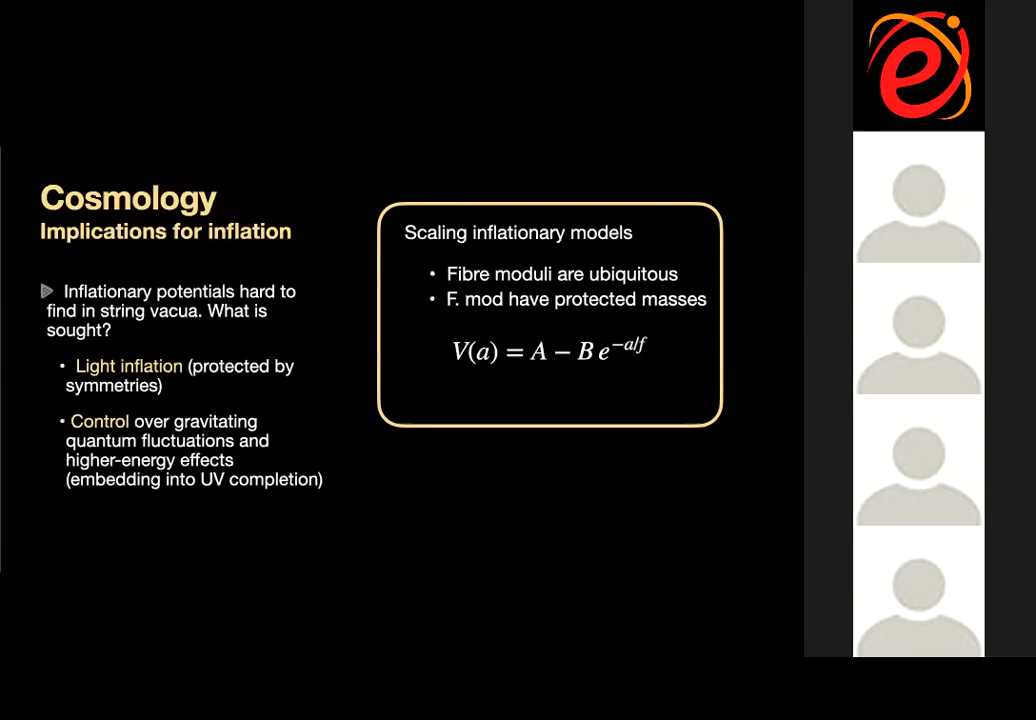 Cosmology
Implications for inflation
Inflationary potentials hard to
find in string vacua. What is
sought?
• Light inflation (protected by
symmetries)
• Control over gravitating
quantum fluctuations and
higher-energy effects
(embedding into UV completion)
Scaling inflationary models
• Fibre moduli are ubiquitous
• F. mod have protected masses
V(a) = A − B e^{−a/f}
e